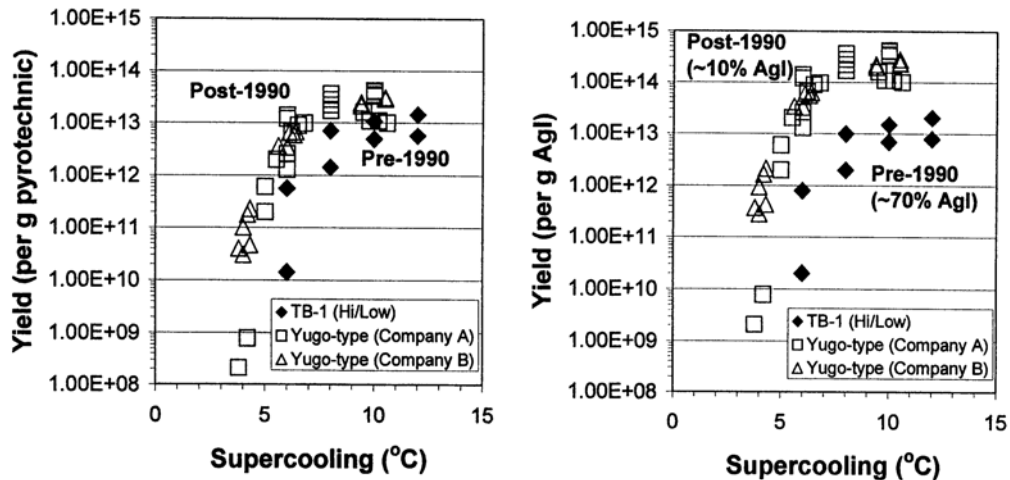 Yield (per g pyrotechnic)
1.00E+15
1.00E+14
1.00E+13
1.00E+12
1.00E+11
1.00E+10
1.00E+09
1.00E+08
Post-1990
Pre-1990
TB-1 (Hi/Low)
Yugo-type (Company A)
Yugo-type (Company B)
0 5 10 15
Supercooling (°C)
Yield (per g AgI)
1.00E+15
1.00E+14
1.00E+13
1.00E+12
1.00E+11
1.00E+10
1.00E+09
1.00E+08
Post-1990
(~10% AgI)
Pre-1990
(~70% AgI)
TB-1 (Hi/Low)
Yugo-type (Company A)
Yugo-type (Company B)
0 5 10 15
Supercooling (°C)